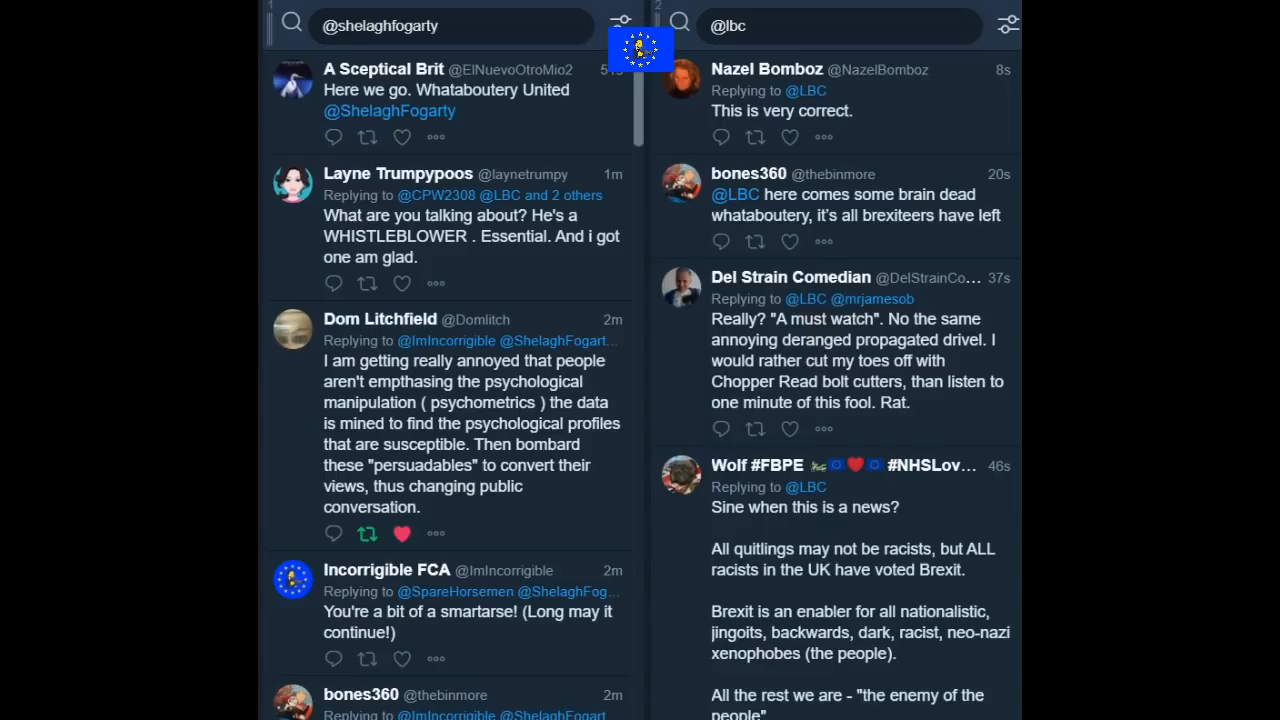 1
@shelaghfogarty
A Sceptical Brit @ElNuevoOtroMio2
Here we go. Whataboutery United
@ShelaghFogarty
Layne Trumpypoos @laynetrumpy 1m
Replying to @CPW2308 @LBC and 2 others
What are you talking about? He's a
WHISTLEBLOWER . Essential. And i got
one am glad.
Dom Litchfield @Domlitch 2m
Replying to @ImIncorrigible @ShelaghFogart...
I am getting really annoyed that people
aren't empthasing the psychological
manipulation ( psychometrics ) the data
is mined to find the psychological profiles
that are susceptible. Then bombard
these "persuadables" to convert their
views, thus changing public
conversation.
Incorrigible FCA @ImIncorrigible 2m
Replying to @SpareHorsemen @ShelaghFog...
You're a bit of a smartarse! (Long may it
continue!)
bones360 @thebinmore 2m
Replying to @ImIncorrigible @ShelaghFogart
2
@lbc
Nazel Bomboz @NazelBomboz 8s
Replying to @LBC
This is very correct.
bones360 @thebinmore 20s
@LBC here comes some brain dead
whataboutery, it's all brexiteers have left
Del Strain Comedian @DelStrainCo... 37s
Replying to @LBC @mrjamesob
Really? "A must watch". No the same
annoying deranged propagated drivel. I
would rather cut my toes off with
Chopper Read bolt cutters, than listen to
one minute of this fool. Rat.
Wolf #FBPE #NHSLov... 46s
Replying to @LBC
Sine when this is a news?
All quitlings may not be racists, but ALL
racists in the UK have voted Brexit.
Brexit is an enabler for all nationalistic,
jingoits, backwards, dark, racist, neo-nazi
xenophobes (the people).
All the rest we are - "the enemy of the
people"